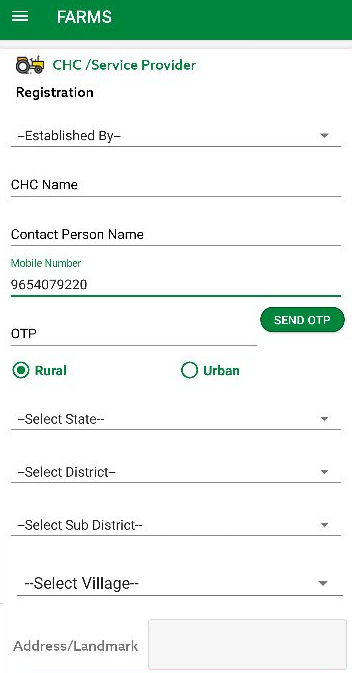 FARMS
CHC /Service Provider
Registration
--Established By--
CHC Name
Contact Person Name
Mobile Number
9654079220
SEND OTP
OTP
Rural
Urban
--Select State--
--Select District--
--Select Sub District--
--Select Village--
Address/Landmark